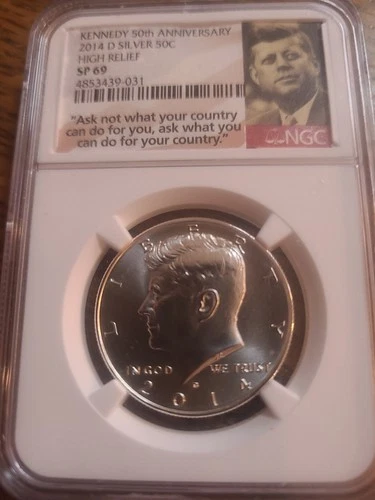 KENNEDY 50th ANNIVERSARY
2014 D SILVER 50C
HIGH RELIEF
SP 69
4853439-031
"Ask not what your country
can do for you, ask what you
can do for your country."
NGC
LIBERTY
IN GOD WE TRUST
D
2014